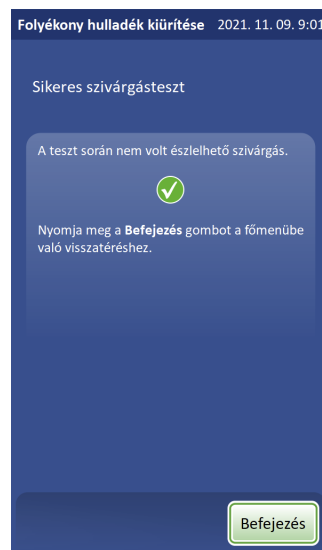 Folyékony hulladék kiürítése 2021. 11. 09. 9:01
Sikeres szivárgásteszt
A teszt során nem volt észlelhető szivárgás.
Nyomja meg a Befejezés gombot a főmenübe
való visszatéréshez.
Befejezés